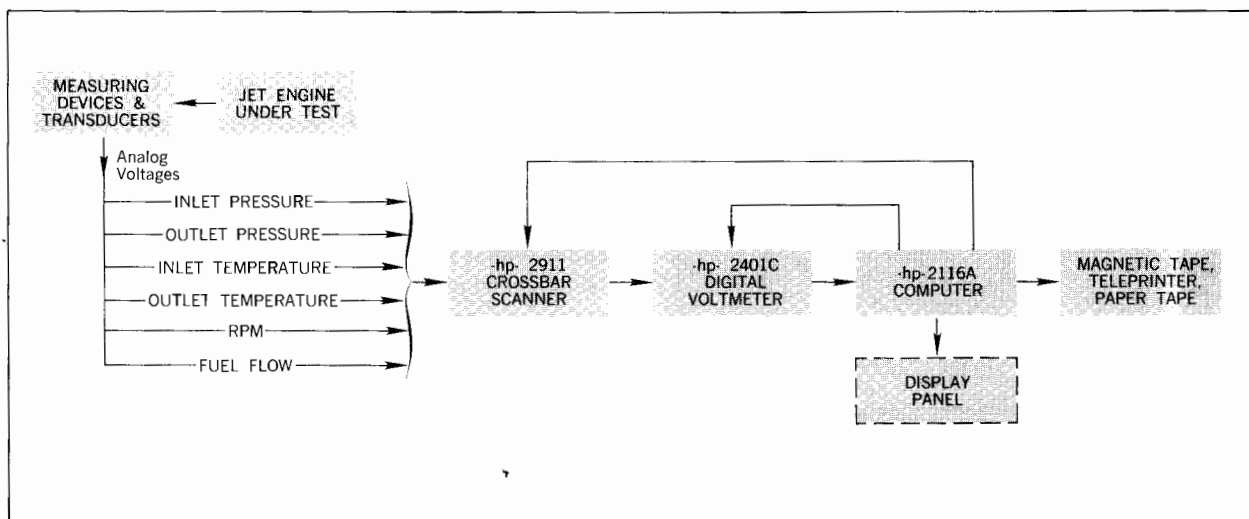 MEASURING
DEVICES &
TRANSDUCERS
JET ENGINE
UNDER TEST
Analog
Voltages
INLET PRESSURE
OUTLET PRESSURE
INLET TEMPERATURE
OUTLET TEMPERATURE
RPM
FUEL FLOW
-hp- 2911
CROSSBAR
SCANNER
-hp- 2401C
DIGITAL
VOLTMETER
-hp-2116A
COMPUTER
MAGNETIC TAPE,
TELEPRINTER,
PAPER TAPE
DISPLAY
PANEL